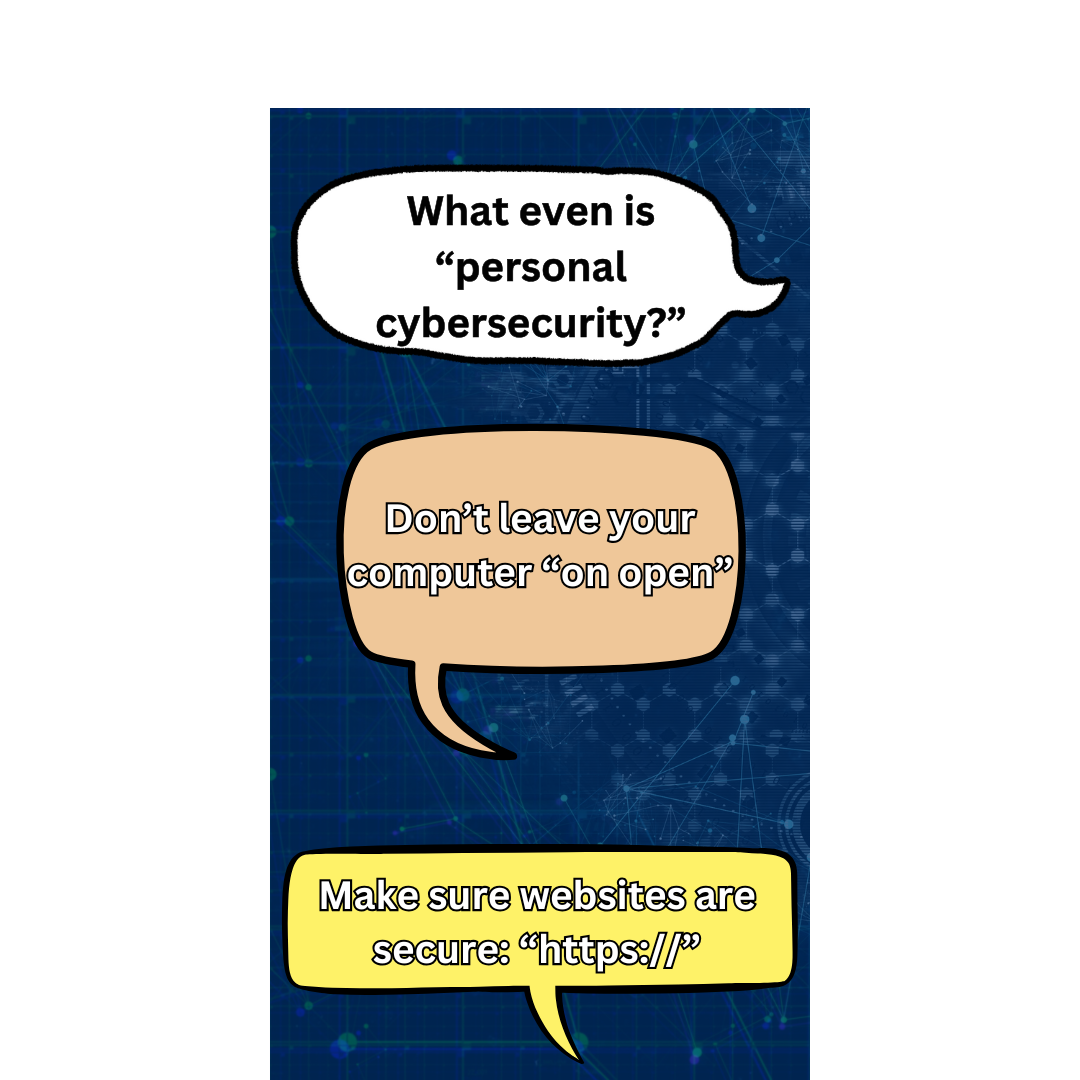 What even is
“personal
cybersecurity?”
Don’t leave your
computer “on open”
Make sure websites are
secure: “https://”